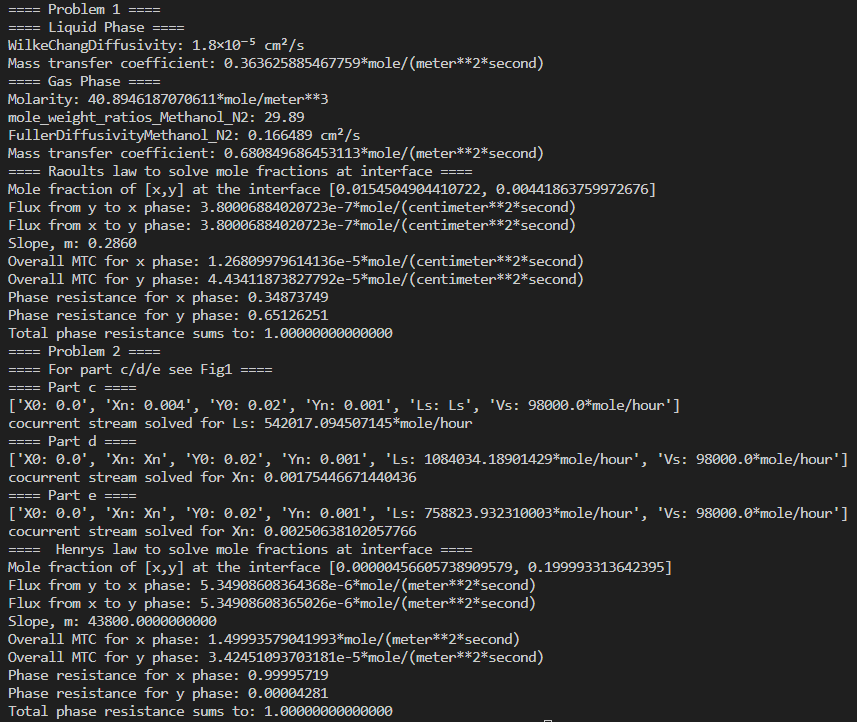 ==== Problem 1 ====
==== Liquid Phase ====
WilkeChangDiffusivity: 1.8×10⁻⁵ cm²/s
Mass transfer coefficient: 0.363625885467759*mole/(meter**2*second)
==== Gas Phase ====
Molarity: 40.8946187070611*mole/meter**3
mole_weight_ratios_Methanol_N2: 29.89
FullerDiffusivityMethanol_N2: 0.166489 cm²/s
Mass transfer coefficient: 0.680849686453113*mole/(meter**2*second)
==== Raoults law to solve mole fractions at interface ====
Mole fraction of [x,y] at the interface [0.0154504904410722, 0.00441863759972676]
Flux from y to x phase: 3.80006884020723e-7*mole/(centimeter**2*second)
Flux from x to y phase: 3.80006884020723e-7*mole/(centimeter**2*second)
Slope, m: 0.2860
Overall MTC for x phase: 1.26809979614136e-5*mole/(centimeter**2*second)
Overall MTC for y phase: 4.43411873827792e-5*mole/(centimeter**2*second)
Phase resistance for x phase: 0.34873749
Phase resistance for y phase: 0.65126251
Total phase resistance sums to: 1.00000000000000
==== Problem 2 ====
==== For part c/d/e see Fig1 ====
==== Part c ====
['X0: 0.0', 'Xn: 0.004', 'Y0: 0.02', 'Yn: 0.001', 'Ls: Ls', 'Vs: 98000.0*mole/hour']
cocurrent stream solved for Ls: 542017.094507145*mole/hour
==== Part d ====
['X0: 0.0', 'Xn: Xn', 'Y0: 0.02', 'Yn: 0.001', 'Ls: 1084034.18901429*mole/hour', 'Vs: 98000.0*mole/hour']
cocurrent stream solved for Xn: 0.00175446671440436
==== Part e ====
['X0: 0.0', 'Xn: Xn', 'Y0: 0.02', 'Yn: 0.001', 'Ls: 758823.932310003*mole/hour', 'Vs: 98000.0*mole/hour']
cocurrent stream solved for Xn: 0.00250638102057766
====  Henrys law to solve mole fractions at interface ====
Mole fraction of [x,y] at the interface [0.00000456605738909579, 0.199993313642395]
Flux from y to x phase: 5.34908608364368e-6*mole/(meter**2*second)
Flux from x to y phase: 5.34908608365026e-6*mole/(meter**2*second)
Slope, m: 43800.0000000000
Overall MTC for x phase: 1.49993579041993*mole/(meter**2*second)
Overall MTC for y phase: 3.42451093703181e-5*mole/(meter**2*second)
Phase resistance for x phase: 0.99995719
Phase resistance for y phase: 0.00004281
Total phase resistance sums to: 1.00000000000000